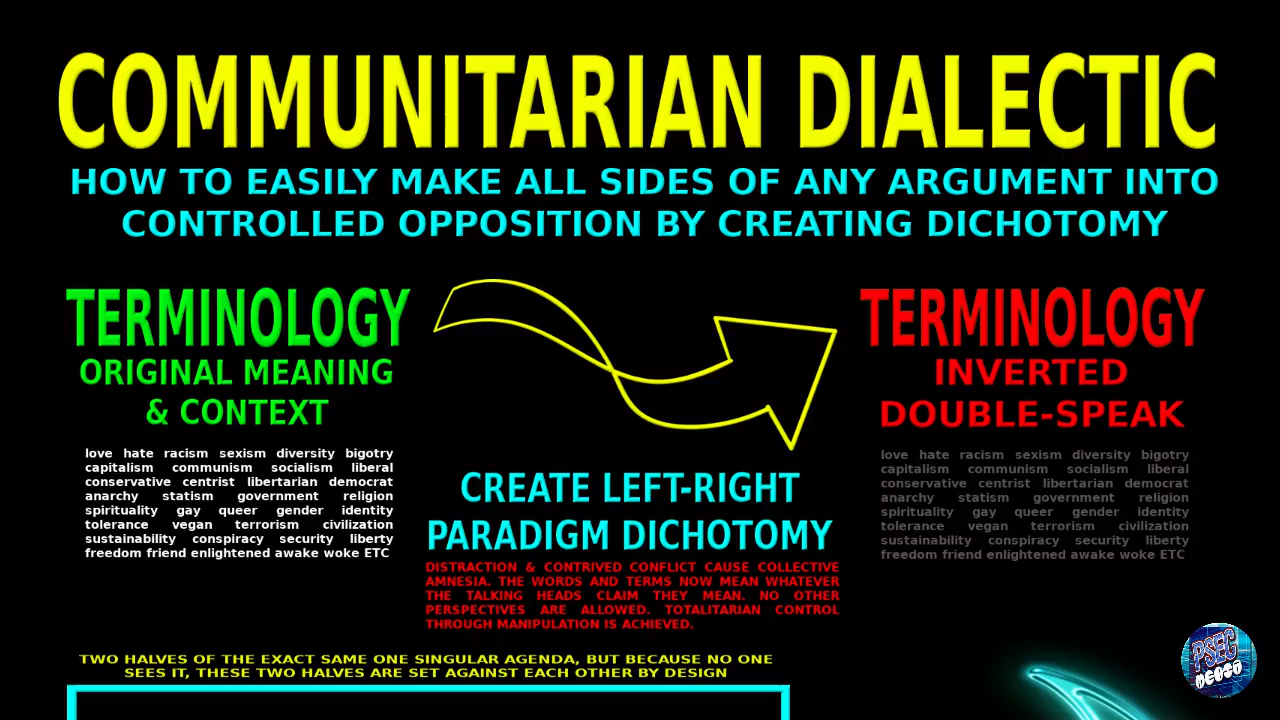 COMMUNITARIAN DIALECTIC
HOW TO EASILY MAKE ALL SIDES OF ANY ARGUMENT INTO
CONTROLLED OPPOSITION BY CREATING DICHOTOMY
TERMINOLOGY
ORIGINAL MEANING
& CONTEXT
love hate racism sexism diversity bigotry
capitalism communism socialism liberal
conservative centrist libertarian democrat
anarchy statism government religion
spirituality gay queer gender identity
tolerance vegan terrorism civilization
sustainability conspiracy security liberty
freedom friend enlightened awake woke ETC
CREATE LEFT-RIGHT
PARADIGM DICHOTOMY
DISTRACTION & CONTRIVED CONFLICT CAUSE COLLECTIVE
AMNESIA. THE WORDS AND TERMS NOW MEAN WHATEVER
THE TALKING HEADS CLAIM THEY MEAN. NO OTHER
PERSPECTIVES ARE ALLOWED. TOTALITARIAN CONTROL
THROUGH MANIPULATION IS ACHIEVED.
TERMINOLOGY
INVERTED
DOUBLE-SPEAK
love hate racism sexism diversity bigotry
capitalism communism socialism liberal
conservative centrist libertarian democrat
anarchy statism government religion
spirituality gay queer gender identity
tolerance vegan terrorism civilization
sustainability conspiracy security liberty
freedom friend enlightened awake woke ETC
TWO HALVES OF THE EXACT SAME ONE SINGULAR AGENDA, BUT BECAUSE NO ONE
SEES IT, THESE TWO HALVES ARE SET AGAINST EACH OTHER BY DESIGN
PSEC